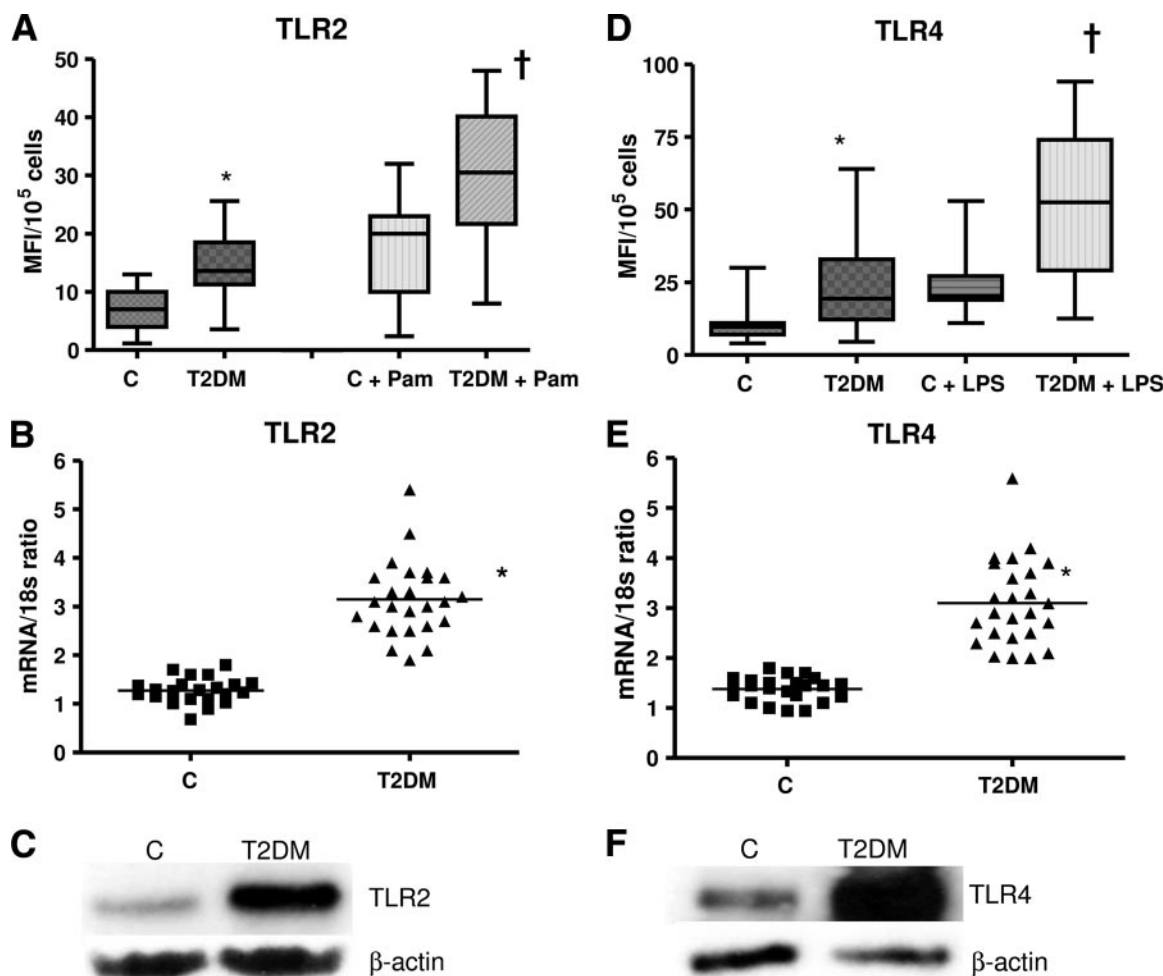 A
TLR2
MFI/10⁵ cells
50
40
30
20
10
0
*
†
C
T2DM
C + Pam
T2DM + Pam
D
TLR4
MFI/10⁵ cells
100
75
50
25
0
*
†
C
T2DM
C + LPS
T2DM + LPS
B
TLR2
mRNA/18s ratio
6
5
4
3
2
1
0
*
C
T2DM
E
TLR4
mRNA/18s ratio
6
5
4
3
2
1
0
*
C
T2DM
C
C T2DM
TLR2
β-actin
F
C T2DM
TLR4
β-actin